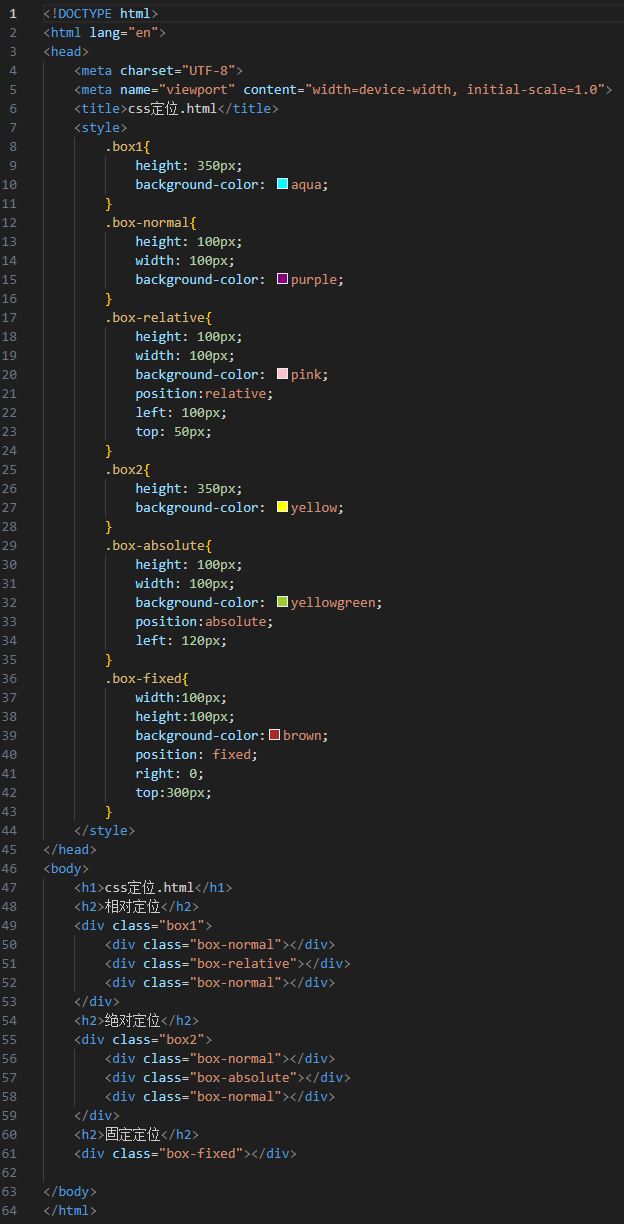 1 <!DOCTYPE html>
2 <html lang="en">
3 <head>
4     <meta charset="UTF-8">
5     <meta name="viewport" content="width=device-width, initial-scale=1.0">
6     <title>css定位.html</title>
7     <style>
8         .box1{
9             height: 350px;
10             background-color: aqua;
11         }
12         .box-normal{
13             height: 100px;
14             width: 100px;
15             background-color: purple;
16         }
17         .box-relative{
18             height: 100px;
19             width: 100px;
20             background-color: pink;
21             position:relative;
22             left: 100px;
23             top: 50px;
24         }
25         .box2{
26             height: 350px;
27             background-color: yellow;
28         }
29         .box-absolute{
30             height: 100px;
31             width: 100px;
32             background-color: yellowgreen;
33             position:absolute;
34             left: 120px;
35         }
36         .box-fixed{
37             width:100px;
38             height:100px;
39             background-color:brown;
40             position: fixed;
41             right: 0;
42             top:300px;
43         }
44     </style>
45 </head>
46 <body>
47     <h1>css定位.html</h1>
48     <h2>相对定位</h2>
49     <div class="box1">
50         <div class="box-normal"></div>
51         <div class="box-relative"></div>
52         <div class="box-normal"></div>
53     </div>
54     <h2>绝对定位</h2>
55     <div class="box2">
56         <div class="box-normal"></div>
57         <div class="box-absolute"></div>
58         <div class="box-normal"></div>
59     </div>
60     <h2>固定定位</h2>
61     <div class="box-fixed"></div>
62
63 </body>
64 </html>